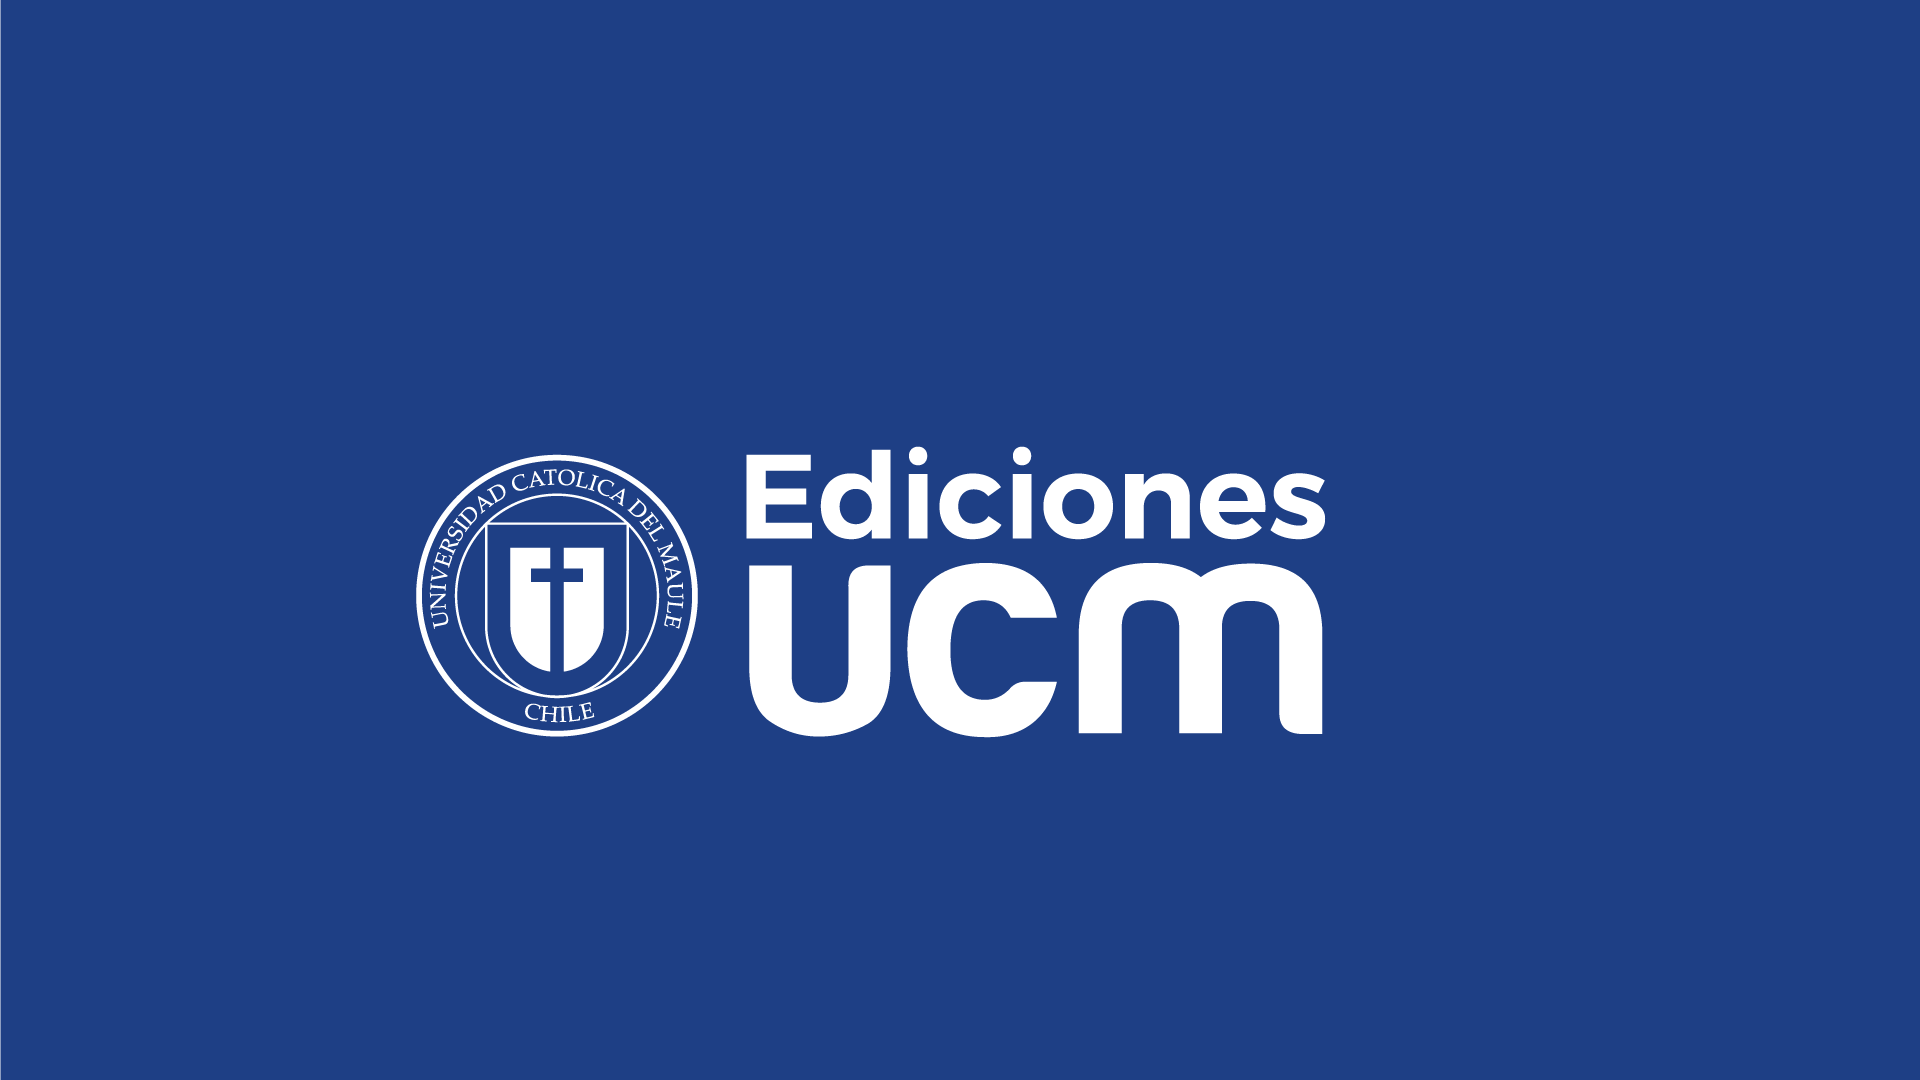 UNIVERSIDAD CATOLICA DEL MAULE
CHILE
Ediciones
UCM